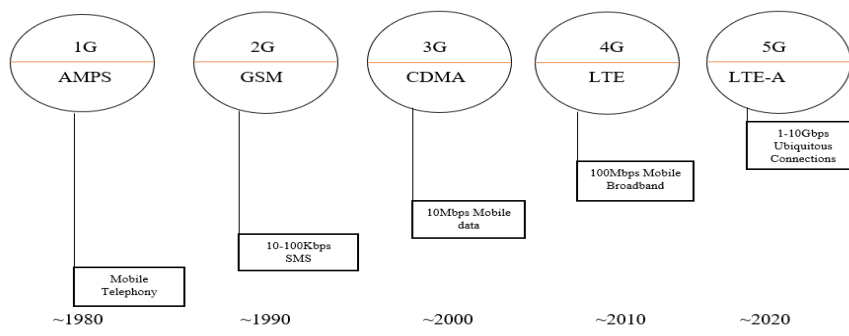 1G
AMPS
2G
GSM
3G
CDMA
4G
LTE
5G
LTE-A
1-10Gbps
Ubiquitous
Connections
100Mbps Mobile
Broadband
10Mbps Mobile
data
10-100Kbps
SMS
Mobile
Telephony
~1980
~1990
~2000
~2010
~2020